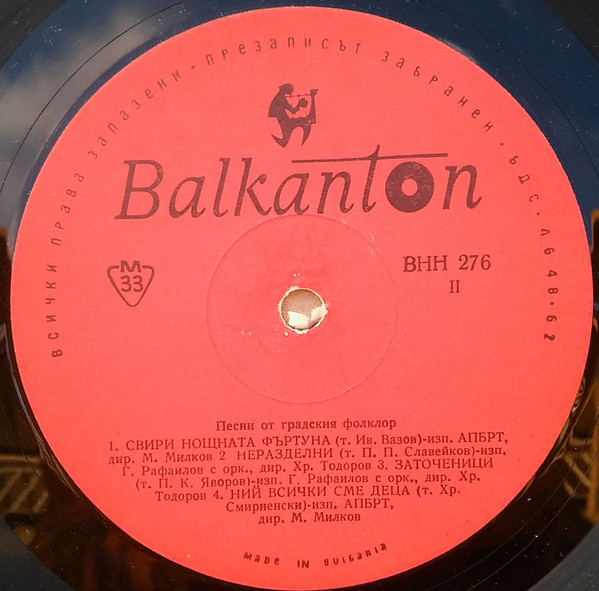 ВСИЧКИ ПРАВА ЗАПАЗЕНИ · ПРЕЗАПИСЪТ ЗАБРАНЕН · БДС · Л648-62
Balkanton
M
33
ВНН 276
II
Песни от градския фолклор
1. СВИРИ НОЩНАТА ФЪРТУНА (т. Ив. Вазов)-изп. АПБРТ,
дир. М. Милков 2 НЕРАЗДЕЛНИ (т. П. П. Славейков)-изп.
Г. Рафаилов с орк., дир. Хр. Тодоров 3. ЗАТОЧЕНИЦИ
(т. П. К. Яворов)-изп. Г. Рафаилов с орк., дир. Хр.
Тодоров 4. НИЙ ВСИЧКИ СМЕ ДЕЦА (т. Хр.
Смирненски)-изп. АПБРТ,
дир. М. Милков
MADE IN BULGARIA